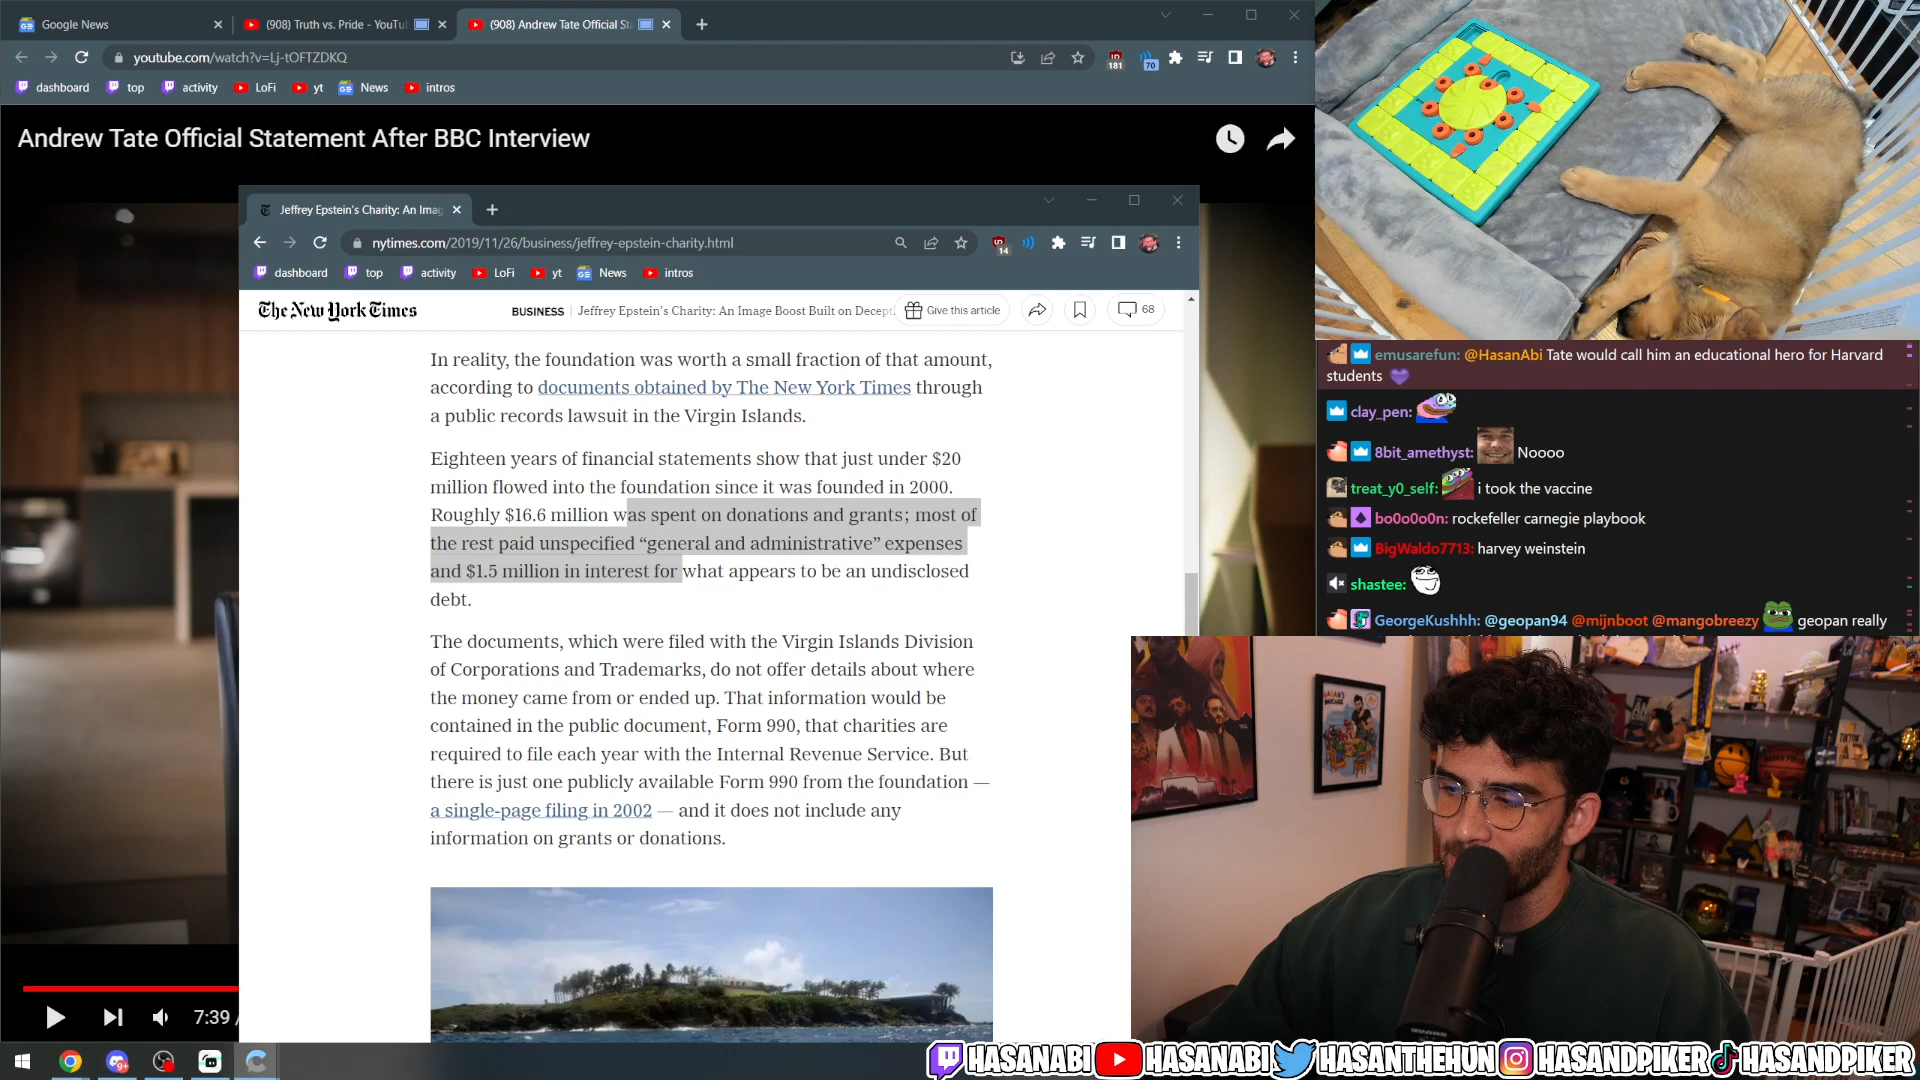 Google News
(908) Truth vs. Pride - YouTu
(908) Andrew Tate Official St
youtube.com/watch?v=Lj-tOFTZDKQ
181
70
dashboard
top
activity
LoFi
yt
News
intros
Andrew Tate Official Statement After BBC Interview
Jeffrey Epstein's Charity: An Imag
nytimes.com/2019/11/26/business/jeffrey-epstein-charity.html
14
dashboard
top
activity
LoFi
yt
News
intros
The New York Times
BUSINESS | Jeffrey Epstein's Charity: An Image Boost Built on Decept
Give this article
68
In reality, the foundation was worth a small fraction of that amount,
according to documents obtained by The New York Times through
a public records lawsuit in the Virgin Islands.
Eighteen years of financial statements show that just under $20
million flowed into the foundation since it was founded in 2000.
Roughly $16.6 million was spent on donations and grants; most of
the rest paid unspecified “general and administrative” expenses
and $1.5 million in interest for what appears to be an undisclosed
debt.
The documents, which were filed with the Virgin Islands Division
of Corporations and Trademarks, do not offer details about where
the money came from or ended up. That information would be
contained in the public document, Form 990, that charities are
required to file each year with the Internal Revenue Service. But
there is just one publicly available Form 990 from the foundation —
a single-page filing in 2002 — and it does not include any
information on grants or donations.
7:39 /
emusarefun: @HasanAbi Tate would call him an educational hero for Harvard
students
clay_pen:
8bit_amethyst: Noooo
treat_y0_self: i took the vaccine
bo0o0o0n: rockefeller carnegie playbook
BigWaldo7713: harvey weinstein
shastee:
GeorgeKushhh: @geopan94 @mijnboot @mangobreezy geopan really
HASANABI
HASANABI
HASANTHEHUN
HASANDPIKER
HASANDPIKER